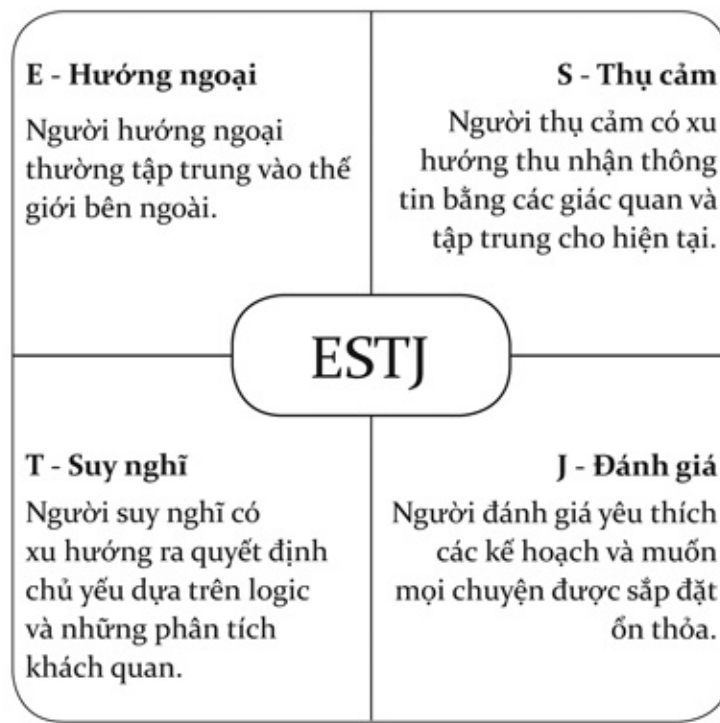 E - Hướng ngoại
Người hướng ngoại
thường tập trung vào thế
giới bên ngoài.
S - Thụ cảm
Người thụ cảm có xu
hướng thu nhận thông
tin bằng các giác quan và
tập trung cho hiện tại.
ESTJ
T - Suy nghĩ
Người suy nghĩ có
xu hướng ra quyết định
chủ yếu dựa trên logic
và những phân tích
khách quan.
J - Đánh giá
Người đánh giá yêu thích
các kế hoạch và muốn
mọi chuyện được sắp đặt
ổn thỏa.